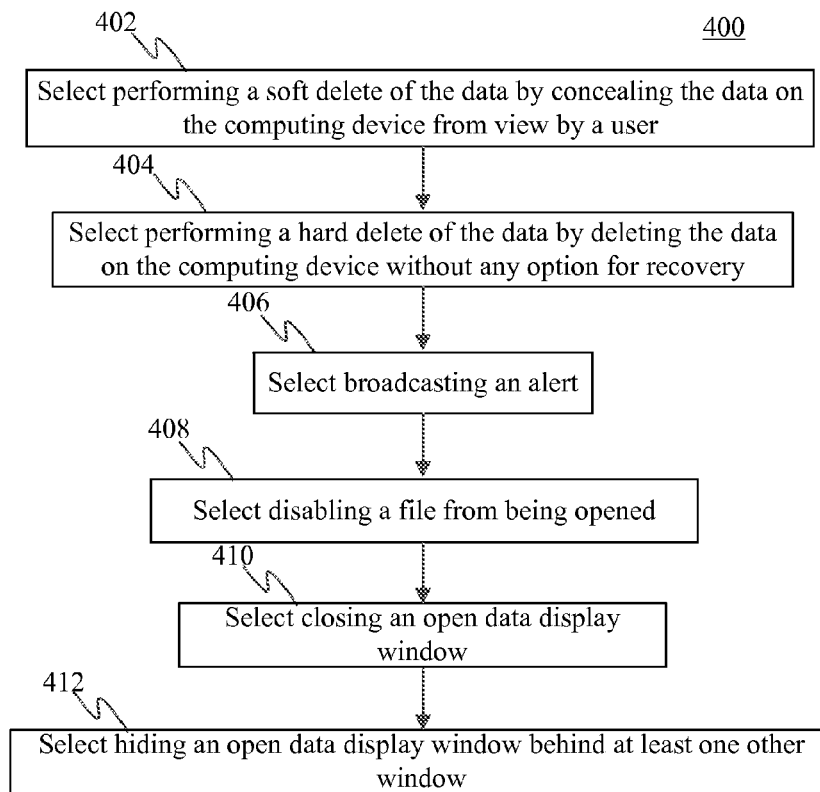 402
400
Select performing a soft delete of the data by concealing the data on
the computing device from view by a user
404
Select performing a hard delete of the data by deleting the data
on the computing device without any option for recovery
406
Select broadcasting an alert
408
Select disabling a file from being opened
410
Select closing an open data display
window
412
Select hiding an open data display window behind at least one other
window